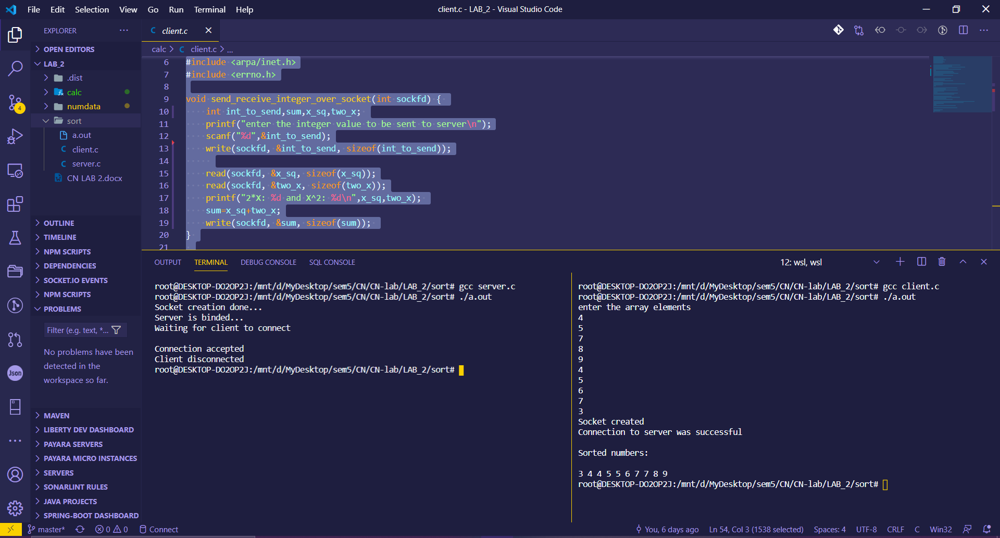 File Edit Selection View Go Run Terminal Help
client.c - LAB_2 - Visual Studio Code
EXPLORER
OPEN EDITORS
LAB_2
.dist
calc
numdata
sort
a.out
client.c
server.c
CN LAB 2.docx
OUTLINE
TIMELINE
NPM SCRIPTS
DEPENDENCIES
SOCKET.IO EVENTS
NPM SCRIPTS
PROBLEMS
Filter (e.g. text, *...
No problems have been
detected in the
workspace so far.
MAVEN
LIBERTY DEV DASHBOARD
PAYARA SERVERS
PAYARA MICRO INSTANCES
SERVERS
SONARLINT RULES
JAVA PROJECTS
SPRING-BOOT DASHBOARD
4
Json
C client.c
calc > C client.c > ...
6 #include <arpa/inet.h>
7 #include <errno.h>
8
9 void send_receive_integer_over_socket(int sockfd) {
10 int int_to_send,sum,x_sq,two_x;
11 printf("enter the integer value to be sent to server\n");
12 scanf("%d",&int_to_send);
13 write(sockfd, &int_to_send, sizeof(int_to_send));
14
15 read(sockfd, &x_sq, sizeof(x_sq));
16 read(sockfd, &two_x, sizeof(two_x));
17 printf("2*X: %d and X^2: %d\n",x_sq,two_x);
18 sum=x_sq+two_x;
19 write(sockfd, &sum, sizeof(sum));
20 }
21
OUTPUT TERMINAL DEBUG CONSOLE SQL CONSOLE
12: wsl, wsl
root@DESKTOP-DO2OP2J:/mnt/d/MyDesktop/sem5/CN/CN-lab/LAB_2/sort# gcc server.c
root@DESKTOP-DO2OP2J:/mnt/d/MyDesktop/sem5/CN/CN-lab/LAB_2/sort# ./a.out
Socket creation done...
Server is binded...
Waiting for client to connect
Connection accepted
Client disconnected
root@DESKTOP-DO2OP2J:/mnt/d/MyDesktop/sem5/CN/CN-lab/LAB_2/sort#
root@DESKTOP-DO2OP2J:/mnt/d/MyDesktop/sem5/CN/CN-lab/LAB_2/sort# gcc client.c
root@DESKTOP-DO2OP2J:/mnt/d/MyDesktop/sem5/CN/CN-lab/LAB_2/sort# ./a.out
enter the array elements
4
5
7
8
9
4
5
6
7
3
Socket created
Connection to server was successful
Sorted numbers:
3 4 4 5 5 6 7 7 8 9
root@DESKTOP-DO2OP2J:/mnt/d/MyDesktop/sem5/CN/CN-lab/LAB_2/sort#
master* 0 0 Connect
You, 6 days ago Ln 54, Col 3 (1538 selected) Spaces: 4 UTF-8 CRLF C Win32